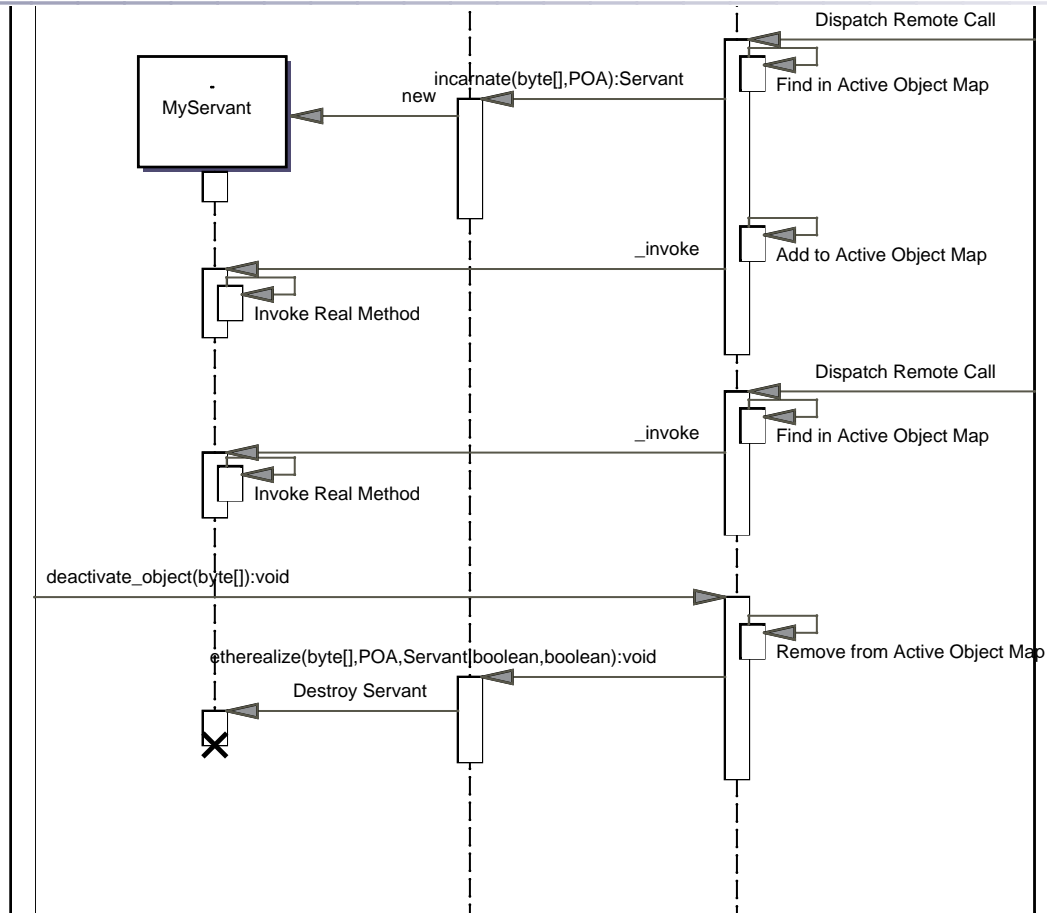 Dispatch Remote Call
Find in Active Object Map
incarnate(byte[],POA):Servant
new
MyServant
Add to Active Object Map
_invoke
Invoke Real Method
Dispatch Remote Call
Find in Active Object Map
_invoke
Invoke Real Method
deactivate_object(byte[]):void
Remove from Active Object Map
etherealize(byte[],POA,Servant,boolean,boolean):void
Destroy Servant